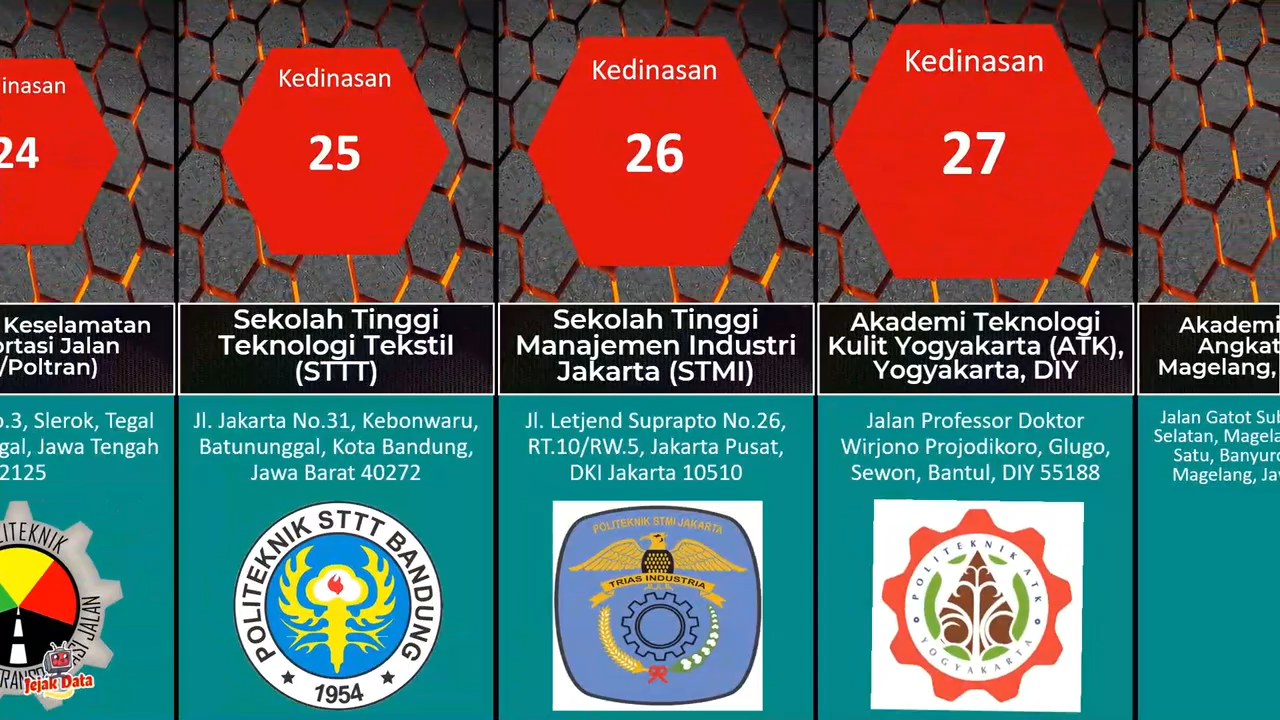 inasan
24
Keselamatan
ortasi Jalan
/Poltran)
o.3, Slerok, Tegal
gal, Jawa Tengah
2125
LITEKNIK
Jejak Data
Kedinasan
25
Sekolah Tinggi
Teknologi Tekstil
(STTT)
Jl. Jakarta No.31, Kebonwaru,
Batununggal, Kota Bandung,
Jawa Barat 40272
POLITEKNIK STTT BANDUNG
1954
Kedinasan
26
Sekolah Tinggi
Manajemen Industri
Jakarta (STMI)
Jl. Letjend Suprapto No.26,
RT.10/RW.5, Jakarta Pusat,
DKI Jakarta 10510
POLITEKNIK STMI JAKARTA
TRIAS INDUSTRIA
Kedinasan
27
Akademi Teknologi
Kulit Yogyakarta (ATK),
Yogyakarta, DIY
Jalan Professor Doktor
Wirjono Projodikoro, Glugo,
Sewon, Bantul, DIY 55188
POLITEKNIK ATK
YOGYAKARTA
Akademi
Angkat
Magelang,
Jalan Gatot Sub
Selatan, Magela
Satu, Banyuro
Magelang, Ja